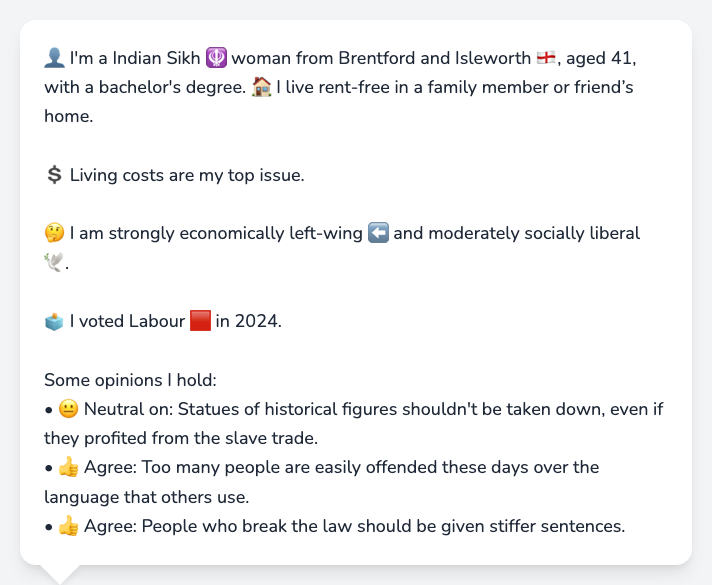 👤 I'm a Indian Sikh 🪯 woman from Brentford and Isleworth 🏴󠁧󠁢󠁥󠁮󠁧󠁿, aged 41,
with a bachelor's degree. 🏠 I live rent-free in a family member or friend’s
home.
💲 Living costs are my top issue.
🤔 I am strongly economically left-wing ⬅️ and moderately socially liberal
🕊️.
🗳️ I voted Labour 🟥 in 2024.
Some opinions I hold:
• 😐 Neutral on: Statues of historical figures shouldn't be taken down, even if
they profited from the slave trade.
• 👍 Agree: Too many people are easily offended these days over the
language that others use.
• 👍 Agree: People who break the law should be given stiffer sentences.